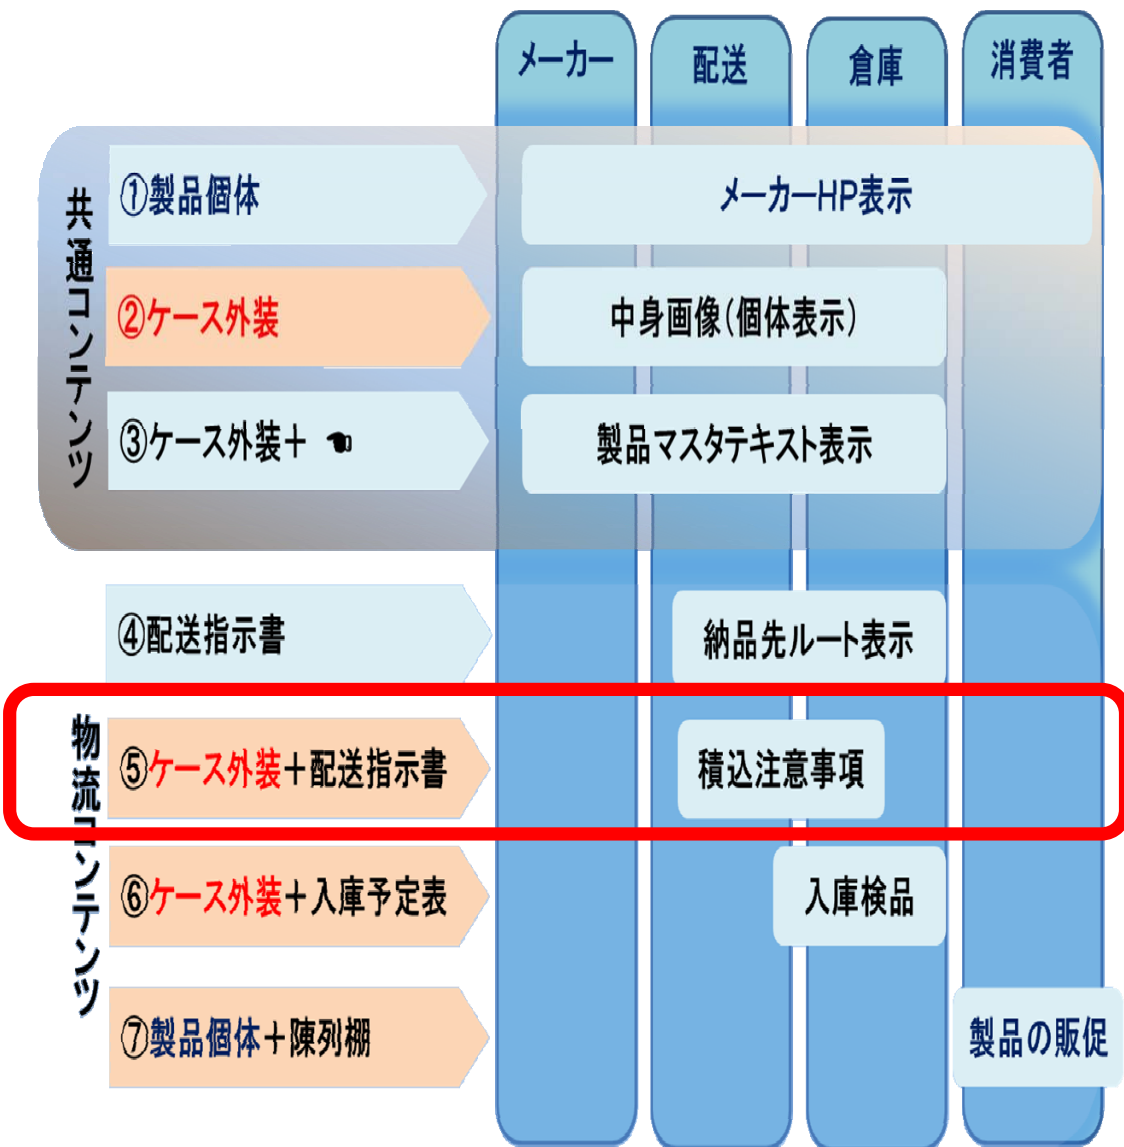 メーカー
配送
倉庫
消費者
共通コンテンツ
①製品個体
メーカーHP表示
②ケース外装
中身画像(個体表示)
③ケース外装+ ☚
製品マスタテキスト表示
④配送指示書
納品先ルート表示
物流コンテンツ
⑤ケース外装+配送指示書
積込注意事項
⑥ケース外装+入庫予定表
入庫検品
⑦製品個体+陳列棚
製品の販促